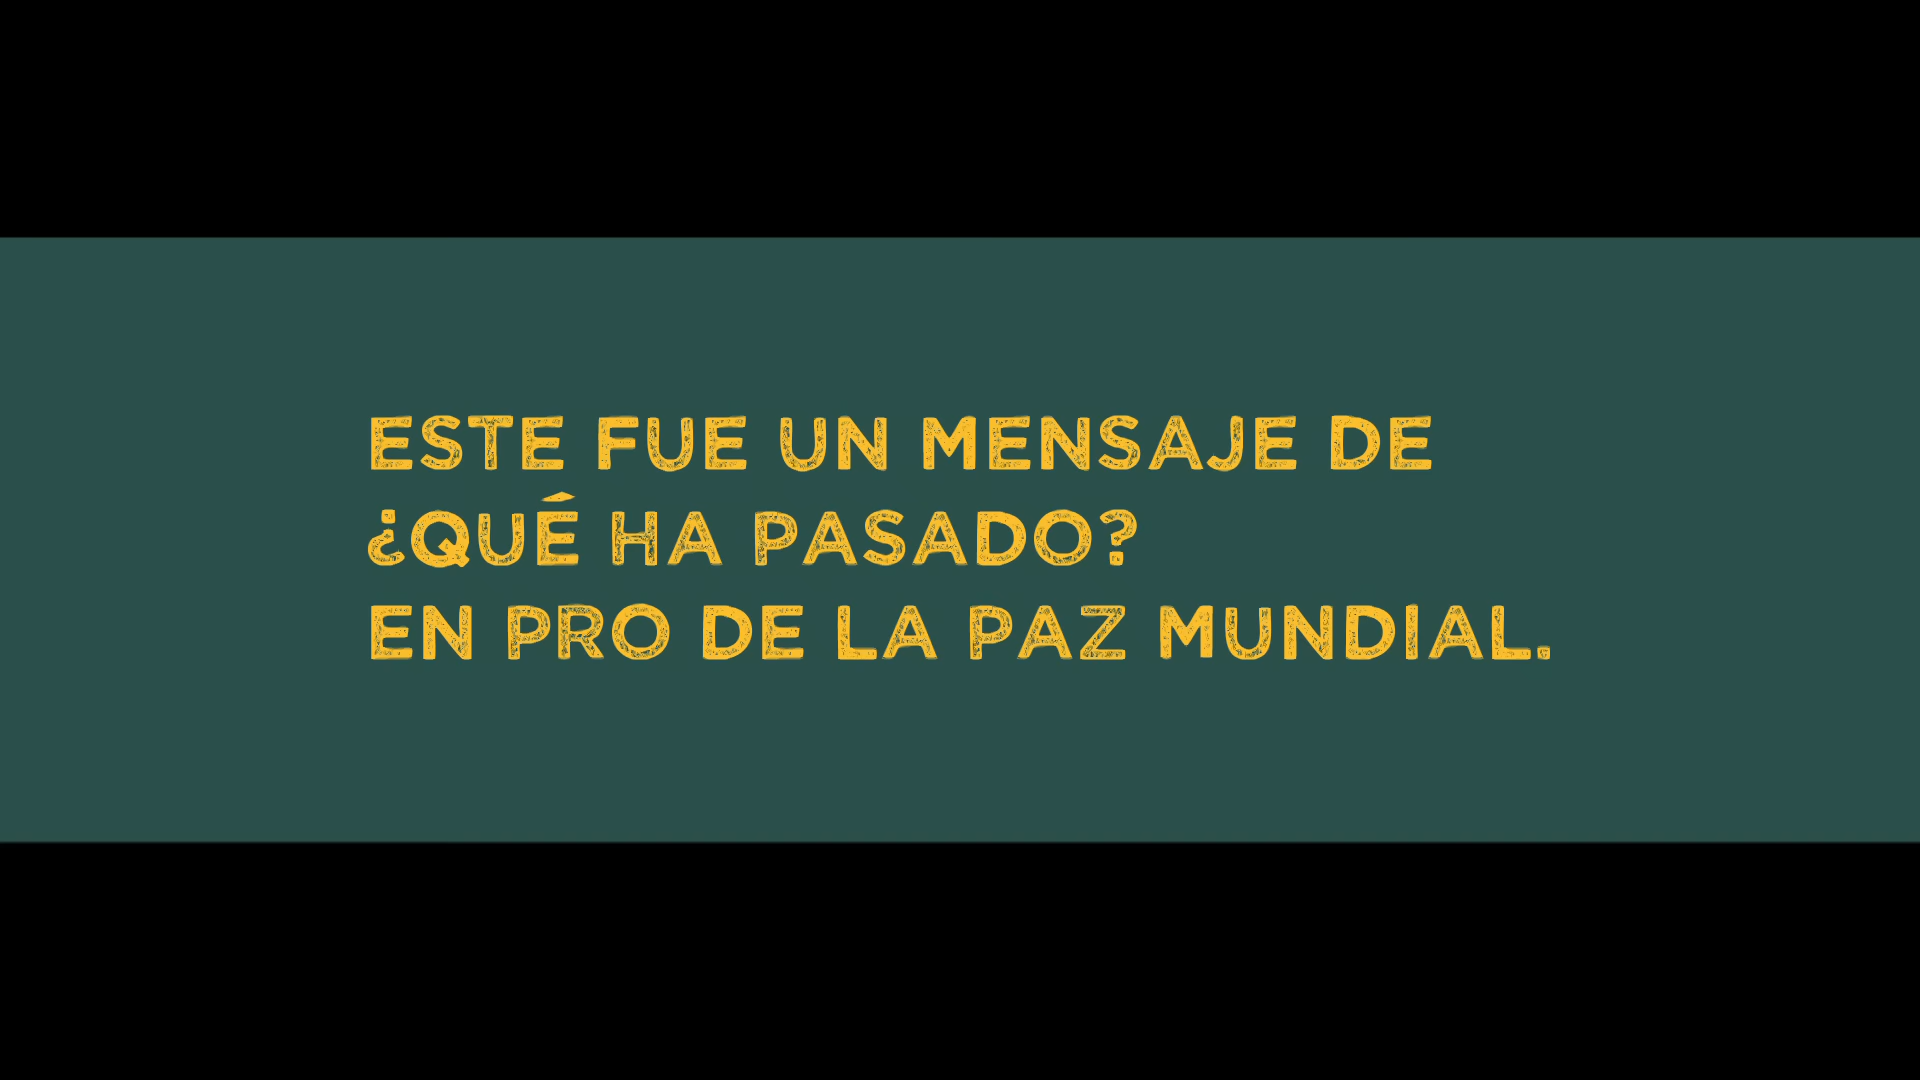 ESTE FUE UN MENSAJE DE
¿QUÉ HA PASADO?
EN PRO DE LA PAZ MUNDIAL.